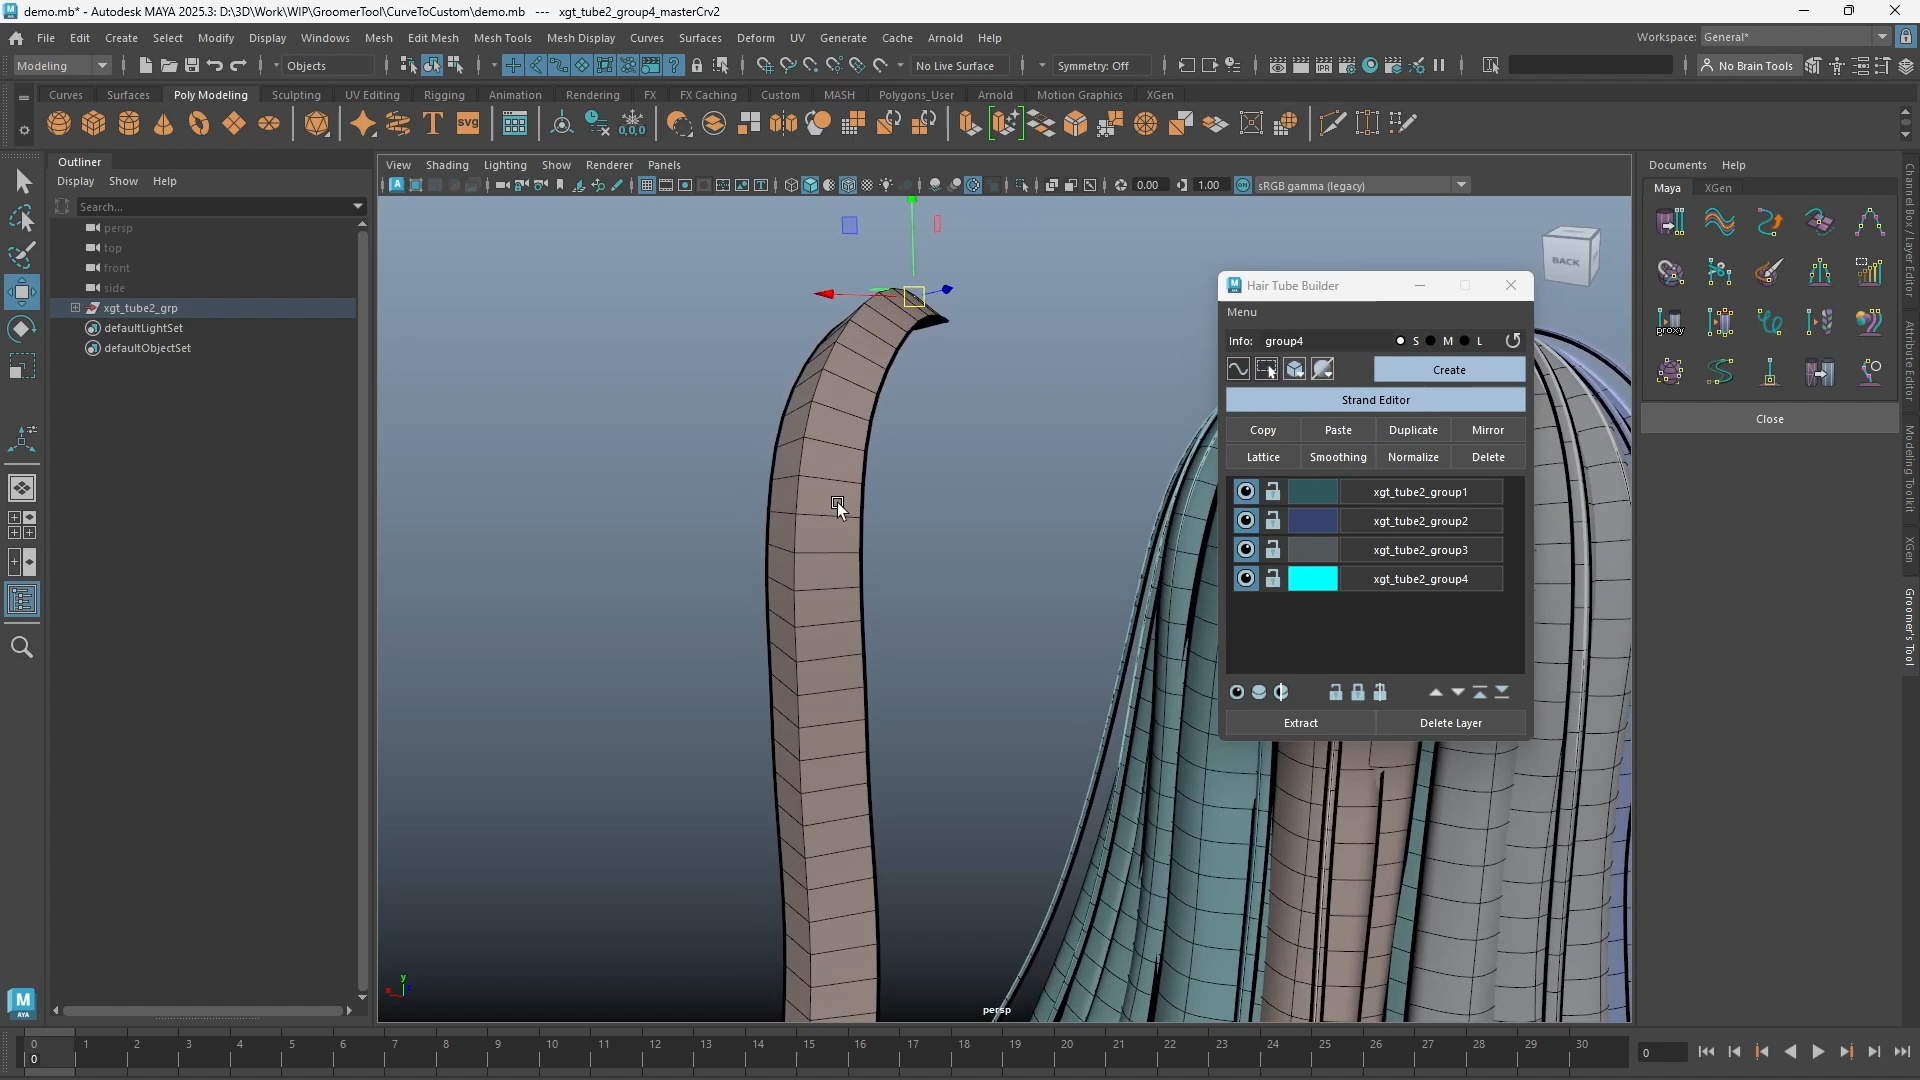 demo.mb* - Autodesk MAYA 2025.3: D:\3D\Work\WIP\GroomerTool\CurveToCustom\demo.mb --- xgt_tube2_group4_masterCrv2
File Edit Create Select Modify Display Windows Mesh Edit Mesh Mesh Tools Mesh Display Curves Surfaces Deform UV Generate Cache Arnold Help
Workspace: General*
Modeling
Objects
No Live Surface
Symmetry: Off
No Brain Tools
Curves Surfaces Poly Modeling Sculpting UV Editing Rigging Animation Rendering FX FX Caching Custom MASH Polygons_User Arnold Motion Graphics XGen
T SVG 0,0,0
IPR
Outliner
Display Show Help
Search...
persp
top
front
side
xgt_tube2_grp
defaultLightSet
defaultObjectSet
View Shading Lighting Show Renderer Panels
0.00 1.00 sRGB gamma (legacy)
BACK
Hair Tube Builder
Menu
Info: group4 S M L
Create
Strand Editor
Copy Paste Duplicate Mirror
Lattice Smoothing Normalize Delete
xgt_tube2_group1
xgt_tube2_group2
xgt_tube2_group3
xgt_tube2_group4
Extract Delete Layer
persp
y
x
Documents Help
Maya XGen
proxy
Close
Channel Box / Layer Editor
Attribute Editor
Modeling Toolkit
XGen
Groomer's Tool
M
AYA
0 1 2 3 4 5 6 7 8 9 10 11 12 13 14 15 16 17 18 19 20 21 22 23 24 25 26 27 28 29 30
0
0